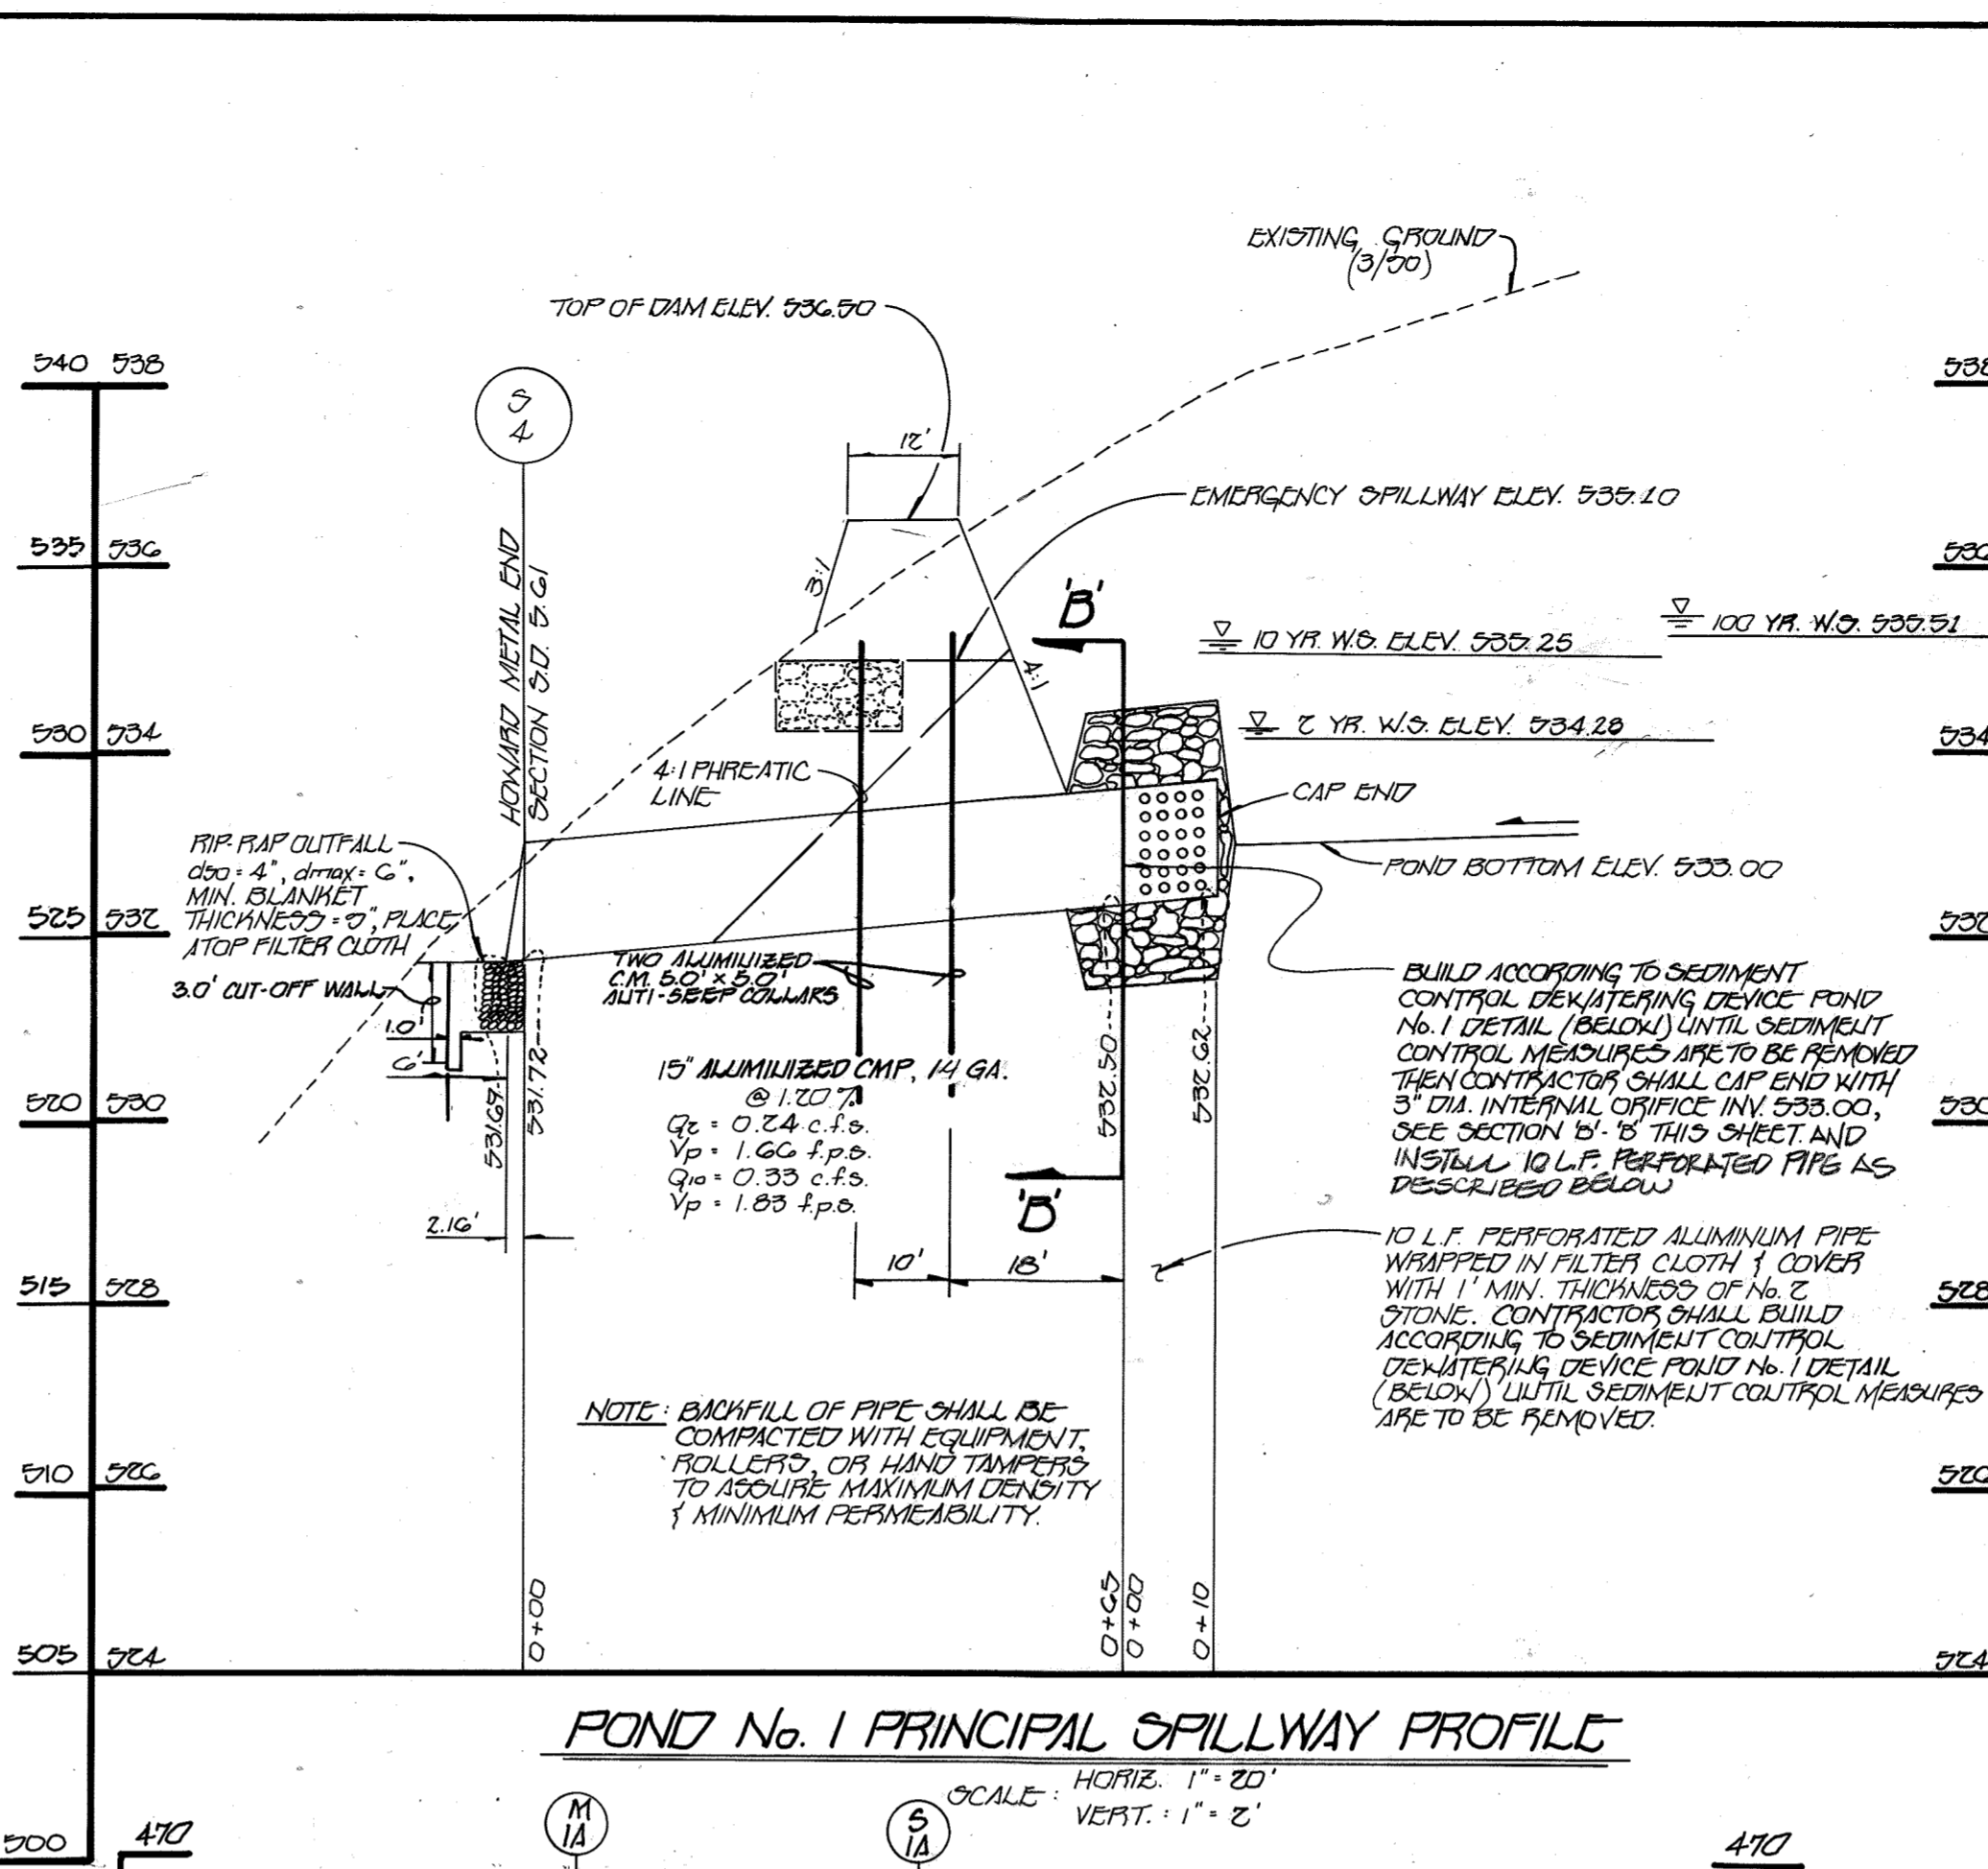 EXISTING GROUND
(3/90)
TOP OF DAM ELEV. 536.50
540 538
538
S
4
12'
EMERGENCY SPILLWAY ELEV. 535.10
535 536
HOWARD METAL END
SECTION S.D. 5.61
3:1
'B'
10 YR. W.S. ELEV. 535.25
100 YR. W.S. 535.51
4:1
530 534
534
2 YR. W.S. ELEV. 534.28
4:1 PHREATIC
LINE
CAP END
RIP-RAP OUTFALL
d50 = 4", dmax = 6",
MIN. BLANKET
THICKNESS = 9", PLACE
ATOP FILTER CLOTH
POND BOTTOM ELEV. 533.00
525 532
3.0' CUT-OFF WALL
TWO ALUMINIZED
C.M. 5.0' x 5.0'
ANTI-SEEP COLLARS
BUILD ACCORDING TO SEDIMENT
CONTROL DEWATERING DEVICE POND
No. 1 DETAIL (BELOW) UNTIL SEDIMENT
CONTROL MEASURES ARE TO BE REMOVED
THEN CONTRACTOR SHALL CAP END WITH
3" DIA. INTERNAL ORIFICE INV. 533.00,
SEE SECTION 'B'-'B' THIS SHEET. AND
INSTALL 10 L.F. PERFORATED PIPE AS
DESCRIBED BELOW
1.0'
6'
531.69
531.72
532.50
532.62
15" ALUMINIZED CMP, 14 GA.
@ 1.20 %
Q2 = 0.24 c.f.s.
Vp = 1.66 f.p.s.
Q10 = 0.33 c.f.s.
Vp = 1.83 f.p.s.
520 530
530
'B'
2.16'
10'
18'
10 L.F. PERFORATED ALUMINUM PIPE
WRAPPED IN FILTER CLOTH & COVER
WITH 1' MIN. THICKNESS OF No. 2
STONE. CONTRACTOR SHALL BUILD
ACCORDING TO SEDIMENT CONTROL
DEWATERING DEVICE POND No. 1 DETAIL
(BELOW) UNTIL SEDIMENT CONTROL MEASURES
ARE TO BE REMOVED.
515 528
528
NOTE: BACKFILL OF PIPE SHALL BE
COMPACTED WITH EQUIPMENT,
ROLLERS, OR HAND TAMPERS
TO ASSURE MAXIMUM DENSITY
& MINIMUM PERMEABILITY.
510 526
0+00
0+65
0+00
0+10
505 524
524
POND No. 1 PRINCIPAL SPILLWAY PROFILE
SCALE: HORIZ. 1" = 20'
VERT.: 1" = 2'
500
470
M
1A
S
1A
470